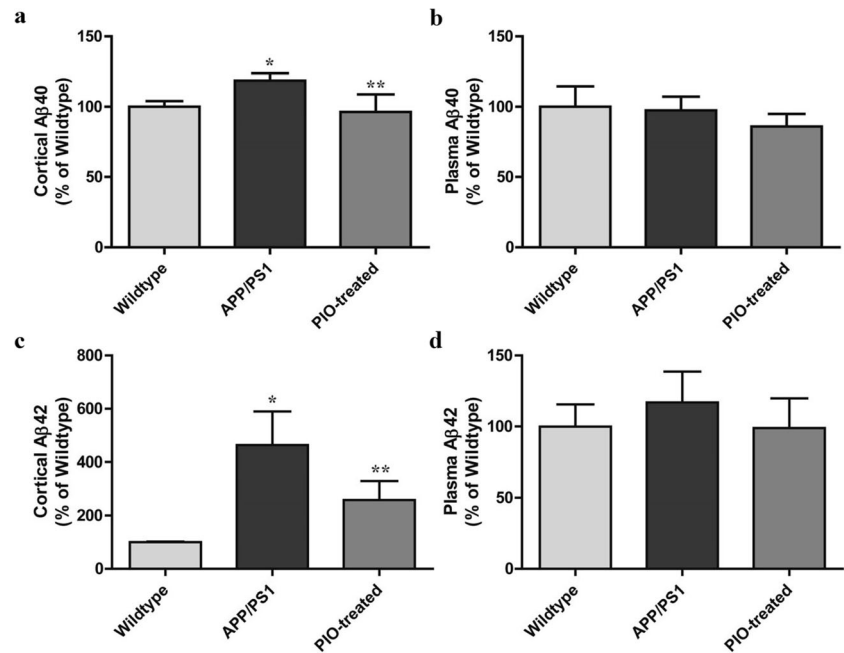 a
150
100
50
0
Cortical Aβ40
(% of Wildtype)
*
**
Wildtype
APP/PS1
PIO-treated
b
150
100
50
0
Plasma Aβ40
(% of Wildtype)
Wildtype
APP/PS1
PIO-treated
c
800
600
400
200
0
Cortical Aβ42
(% of Wildtype)
*
**
Wildtype
APP/PS1
PIO-treated
d
150
100
50
0
Plasma Aβ42
(% of Wildtype)
Wildtype
APP/PS1
PIO-treated